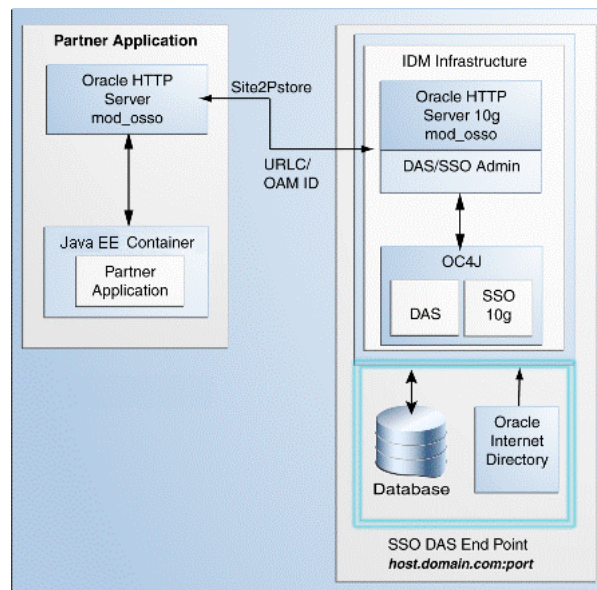 Partner Application
Oracle HTTP
Server
mod_osso
Java EE Container
Partner
Application
Site2Pstore
URLC/
OAM ID
IDM Infrastructure
Oracle HTTP
Server 10g
mod_osso
DAS/SSO Admin
OC4J
DAS
SSO
10g
Database
Oracle
Internet
Directory
SSO DAS End Point
host.domain.com:port